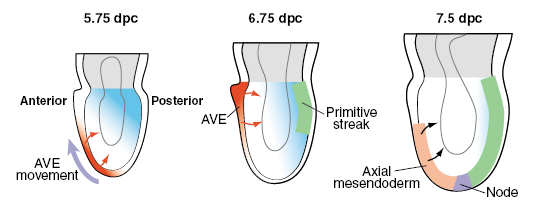 5.75 dpc
6.75 dpc
7.5 dpc
Anterior
Posterior
AVE
movement
AVE
Primitive
streak
Axial
mesendoderm
Node